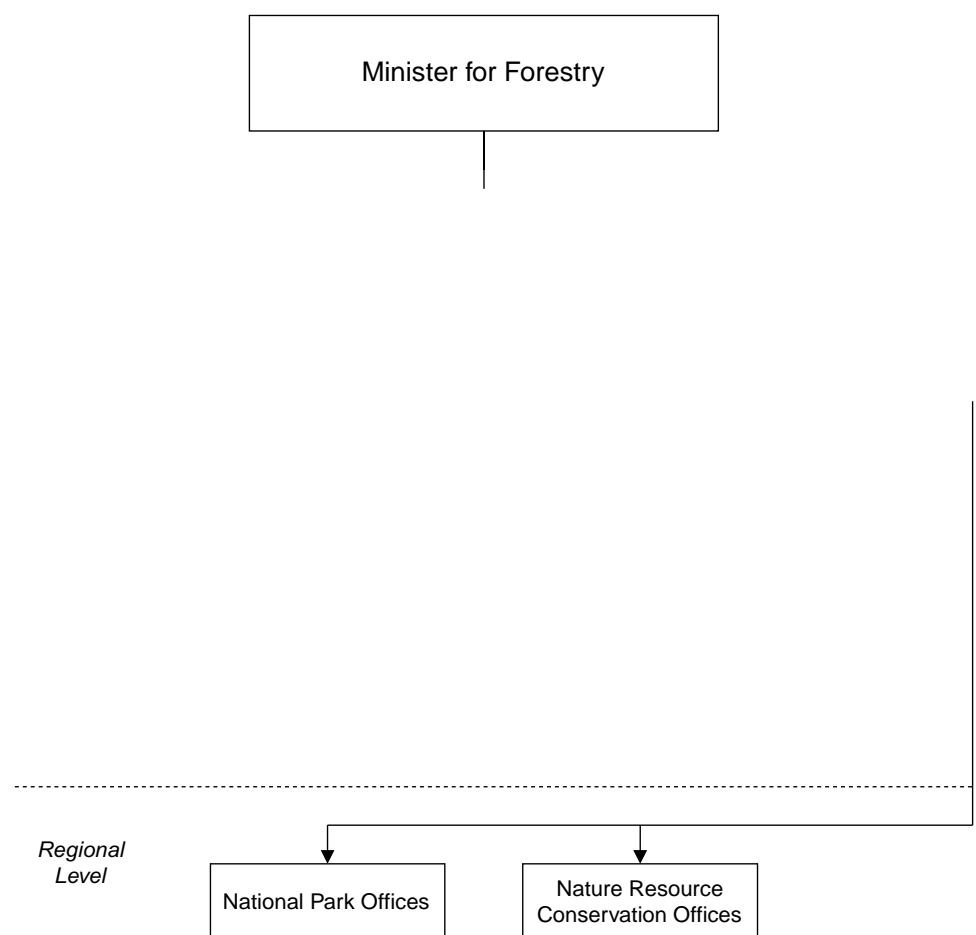 Minister for Forestry
Regional
Level
National Park Offices
Nature Resource
Conservation Offices